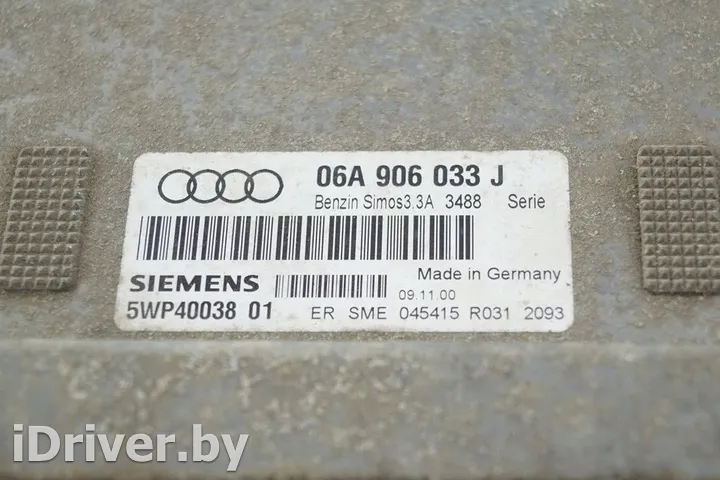 06A 906 033 J
Benzin Simos3.3A 3488 Serie
SIEMENS
Made in Germany
09.11.00
5WP40038 01
ER SME 045415 R031 2093
iDriver.by